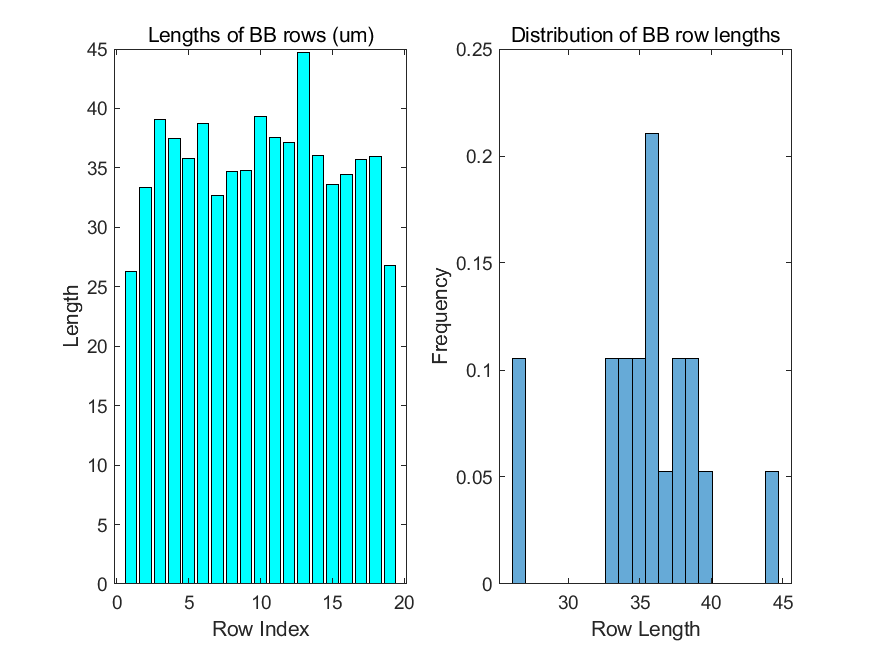 Lengths of BB rows (um)
45
40
35
30
25
20
15
10
5
0
Length
0 5 10 15 20
Row Index
Distribution of BB row lengths
0.25
0.2
0.15
0.1
0.05
0
Frequency
30 35 40 45
Row Length